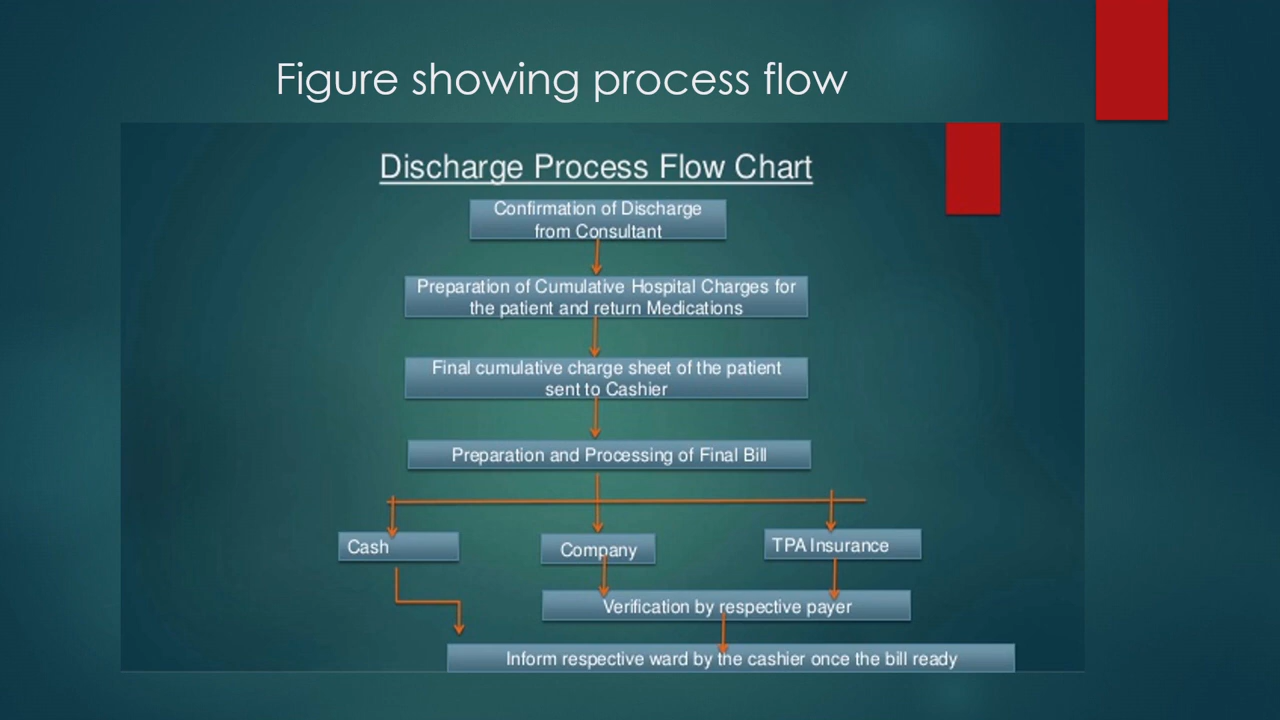 Figure showing process flow
Discharge Process Flow Chart
Confirmation of Discharge
from Consultant
Preparation of Cumulative Hospital Charges for
the patient and return Medications
Final cumulative charge sheet of the patient
sent to Cashier
Preparation and Processing of Final Bill
Cash
Company
TPA Insurance
Verification by respective payer
Inform respective ward by the cashier once the bill ready